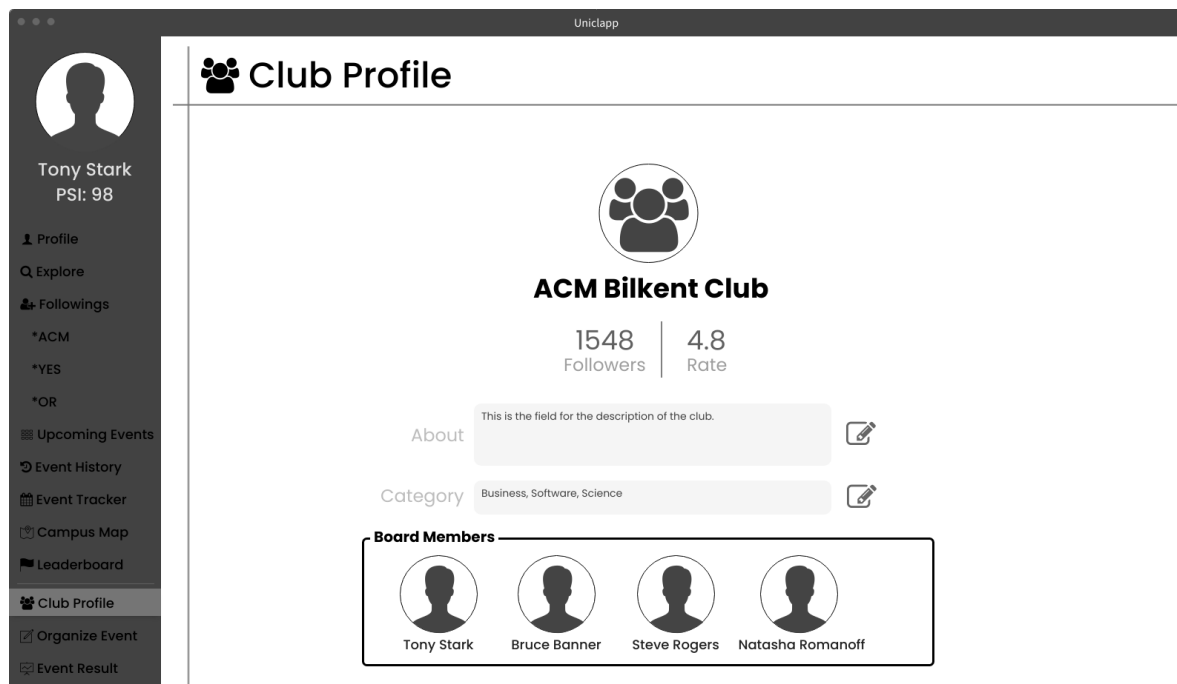 Uniclapp
Tony Stark
PSI: 98
Profile
Explore
Followings
*ACM
*YES
*OR
Upcoming Events
Event History
Event Tracker
Campus Map
Leaderboard
Club Profile
Organize Event
Event Result
Club Profile
ACM Bilkent Club
1548 4.8
Followers Rate
About This is the field for the description of the club.
Category Business, Software, Science
Board Members
Tony Stark Bruce Banner Steve Rogers Natasha Romanoff